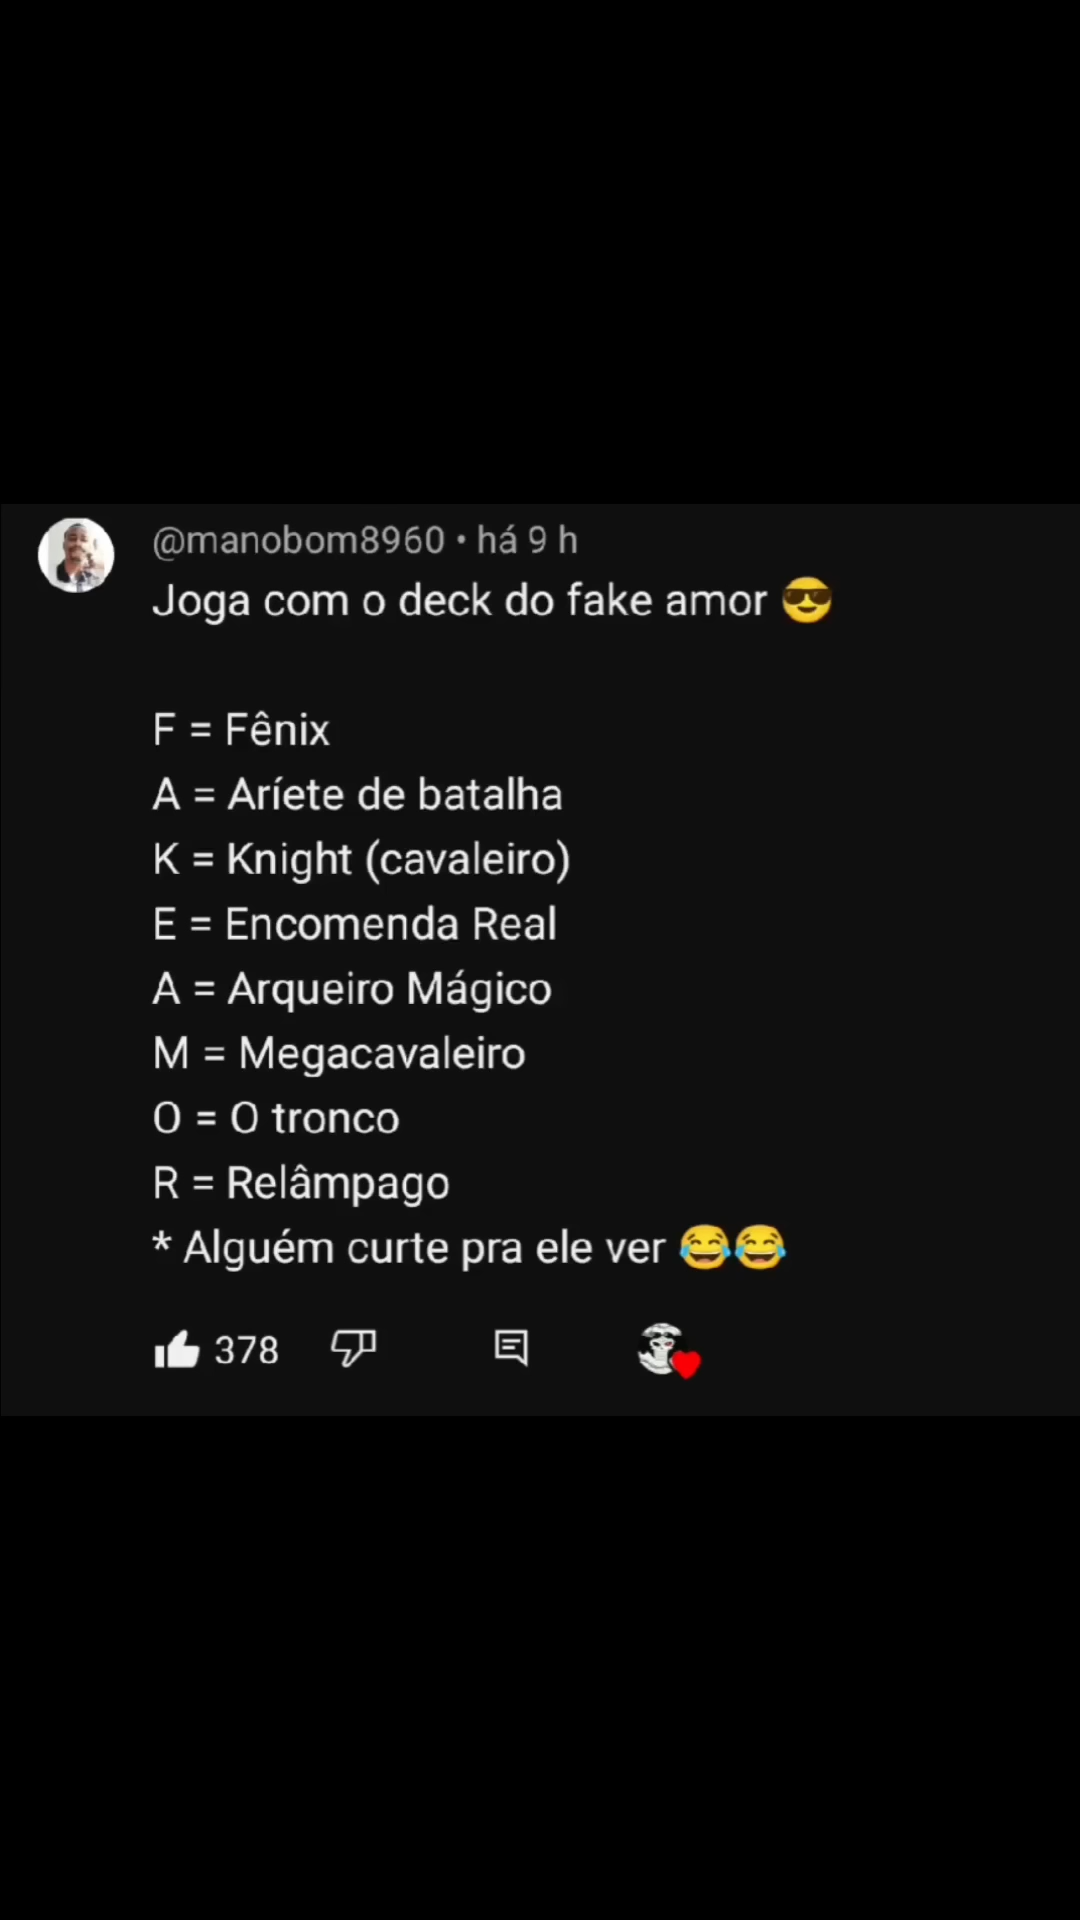 @manobom8960 • há 9 h
Joga com o deck do fake amor 😎
F = Fênix
A = Aríete de batalha
K = Knight (cavaleiro)
E = Encomenda Real
A = Arqueiro Mágico
M = Megacavaleiro
O = O tronco
R = Relâmpago
* Alguém curte pra ele ver 😂😂
378